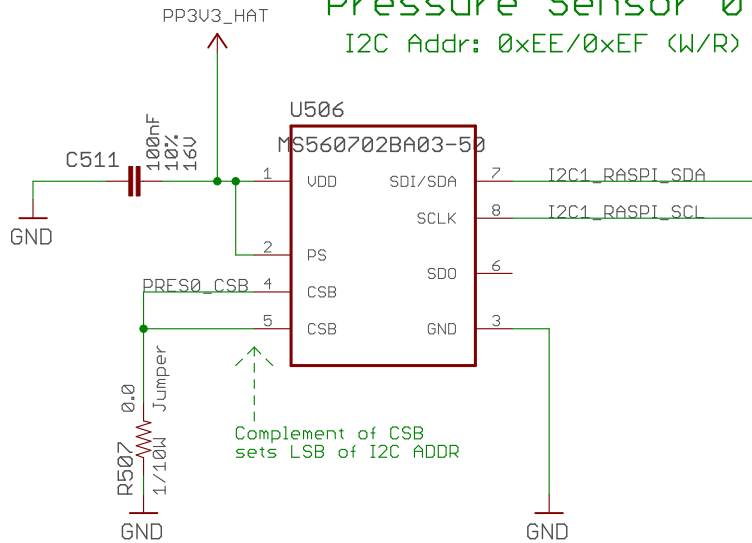 Pressure Sensor 0
PP3V3_HAT
I2C Addr: 0xEE/0xEF (W/R)
U506
MS560702BA03-50
C511
100nF
10%
16V
GND
1
VDD
SDI/SDA
7
I2C1_RASPI_SDA
SCLK
8
I2C1_RASPI_SCL
2
PS
SDO
6
PRES0_CSB
4
CSB
5
CSB
GND
3
Complement of CSB
sets LSB of I2C ADDR
R507
0.0
1/10W
Jumper
GND
GND